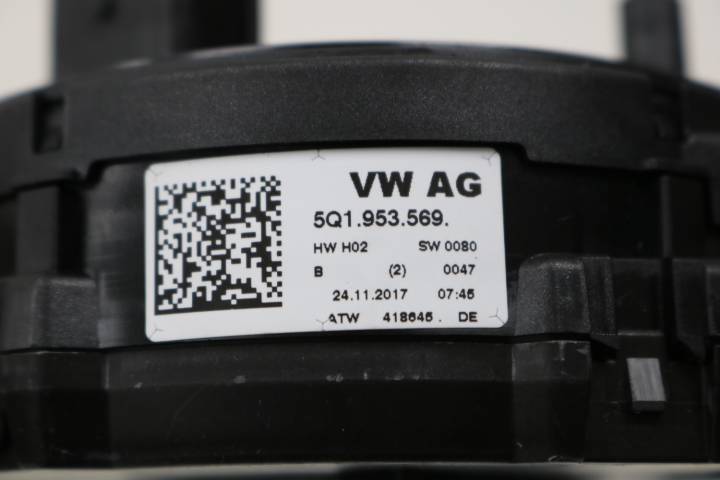 VW AG
5Q1.953.569.
HW H02 SW 0080
B (2) 0047
24.11.2017 07:45
ATW 418645. DE